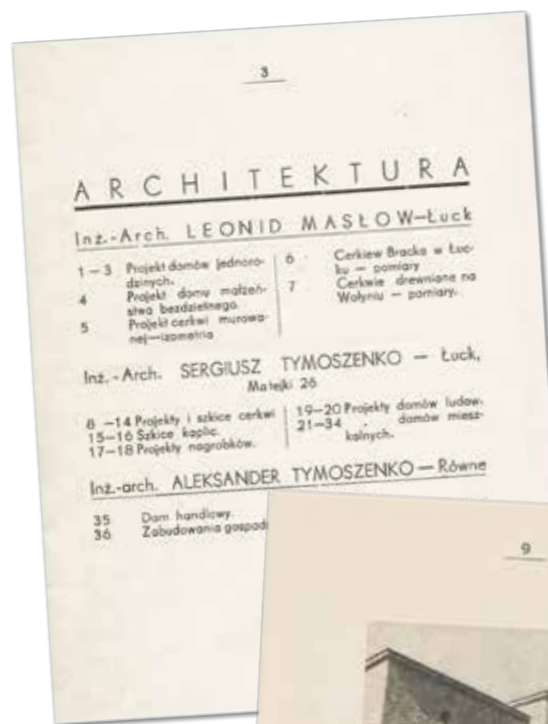 3
ARCHITEKTURA
Inż.-Arch. LEONID MASŁOW—Łuck
1—3 Projekt domów jednoro-
dzinych.
4 Projekt domu małżeń-
stwa bezdzietnego.
5 Projekt cerkwi murowa-
nej—izometria
6 Cerkiew Bracka w Łuc-
ku — pomiary
7 Cerkwie drewniane na
Wołyniu — pomiary.
Inż.-Arch. SERGIUSZ TYMOSZENKO — Łuck,
Matejki 26
8—14 Projekty i szkice cerkwi
15—16 Szkice kaplic.
17—18 Projekty nagrobków.
19—20 Projekty domów ludow-
21—34 „ domów miesz-
kalnych.
Inż.-arch. ALEKSANDER TYMOSZENKO — Równe
35 Dom handlowy.
36 Zabudowania gospod
9